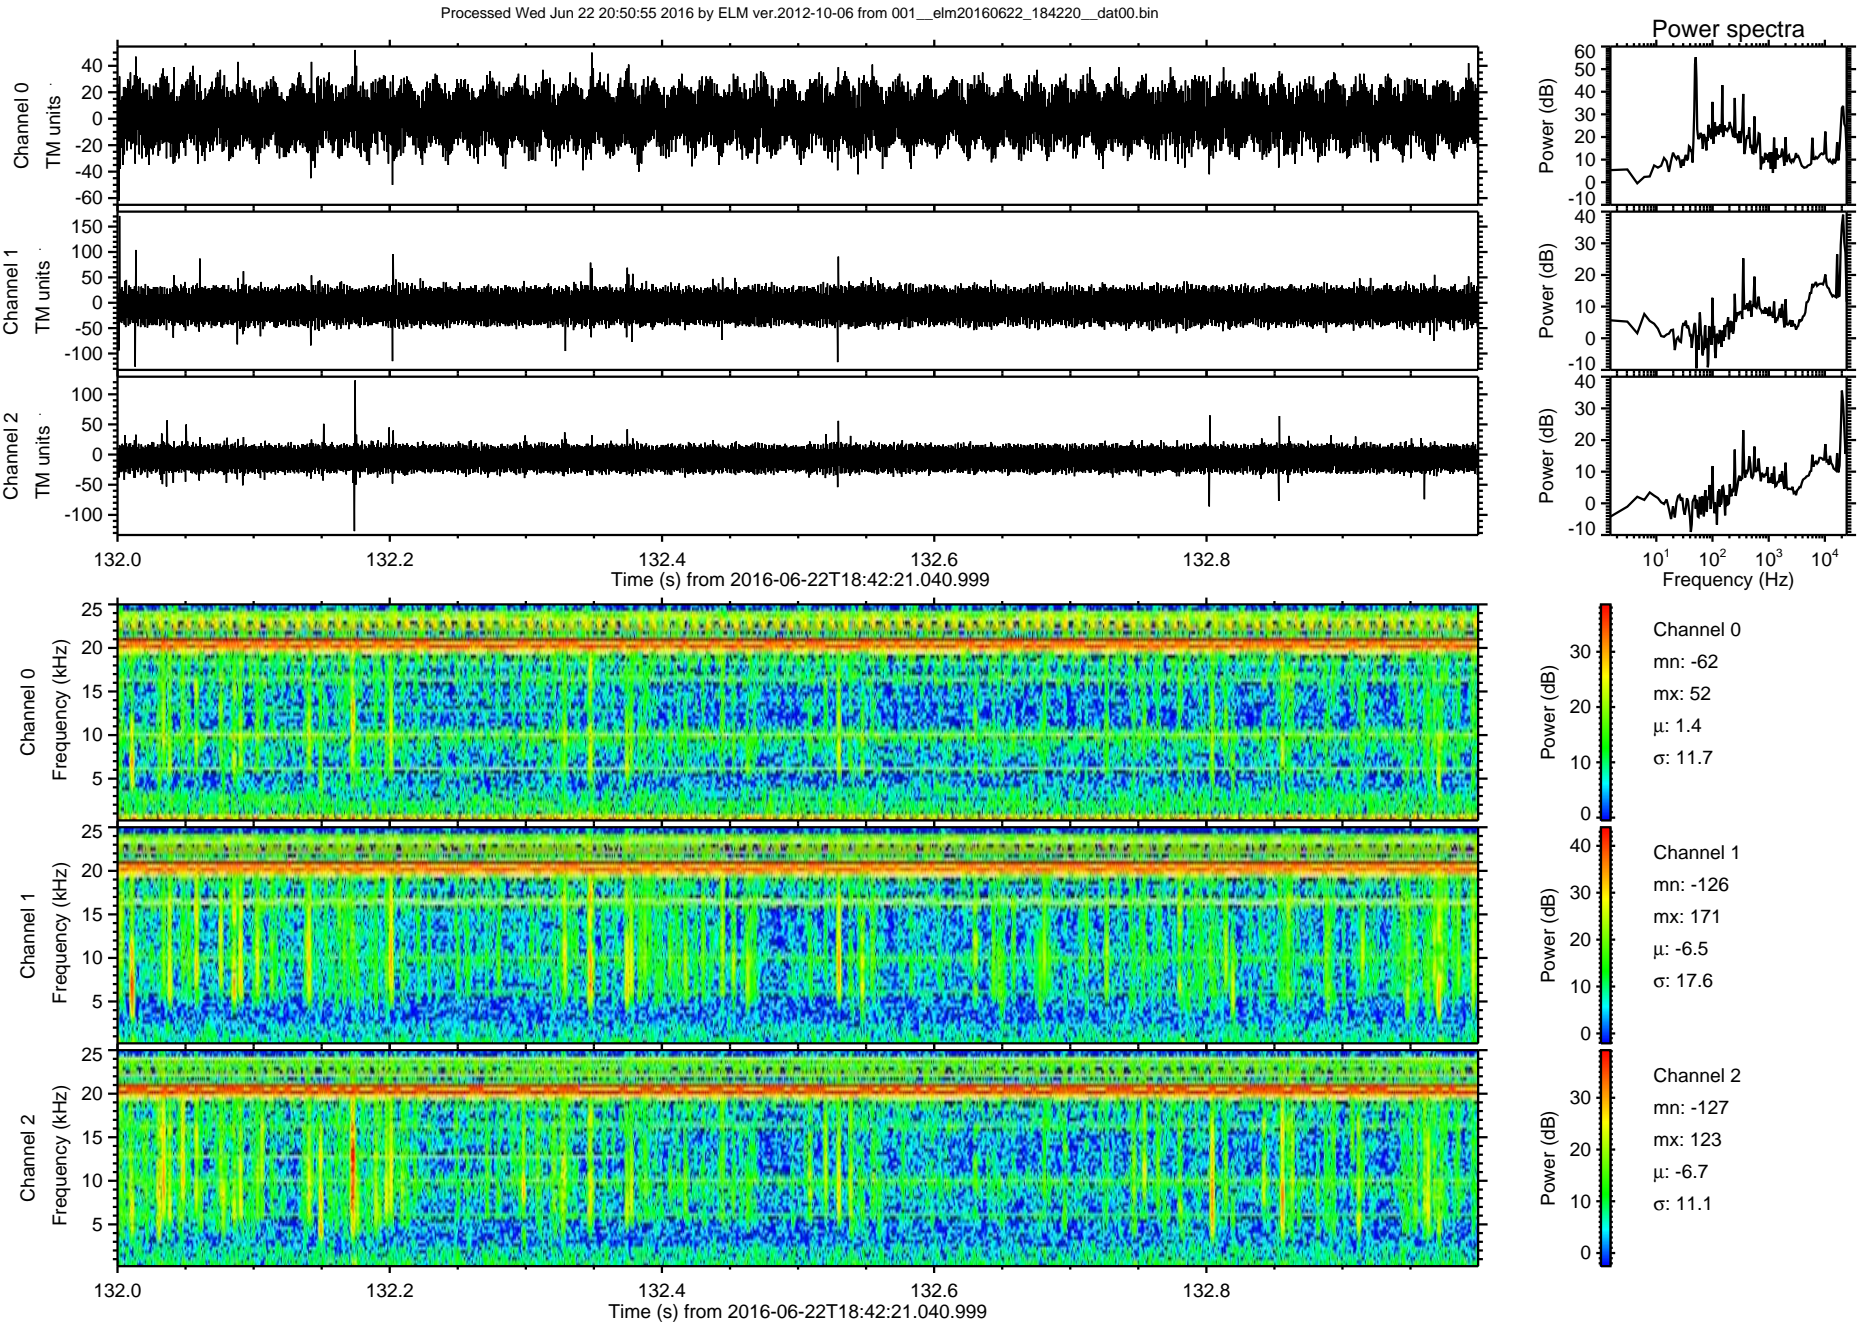 Processed Wed Jun 22 20:50:55 2016 by ELM ver.2012-10-06 from 001__elm20160622_184220__dat00.bin
Power spectra
Channel 0
TM units
40
20
0
-20
-40
-60
Power (dB)
60
50
40
30
20
10
0
-10
Channel 1
TM units
150
100
50
0
-50
-100
Power (dB)
40
30
20
10
0
-10
Channel 2
TM units
100
50
0
-50
-100
Power (dB)
40
30
20
10
0
-10
132.0 132.2 132.4 132.6 132.8
Time (s) from 2016-06-22T18:42:21.040.999
10^1 10^2 10^3 10^4
Frequency (Hz)
Channel 0
Frequency (kHz)
25
20
15
10
5
Power (dB)
30
20
10
0
Channel 0
mn: -62
mx: 52
μ: 1.4
σ: 11.7
Channel 1
Frequency (kHz)
25
20
15
10
5
Power (dB)
40
30
20
10
0
Channel 1
mn: -126
mx: 171
μ: -6.5
σ: 17.6
Channel 2
Frequency (kHz)
25
20
15
10
5
Power (dB)
30
20
10
0
Channel 2
mn: -127
mx: 123
μ: -6.7
σ: 11.1
132.0 132.2 132.4 132.6 132.8
Time (s) from 2016-06-22T18:42:21.040.999